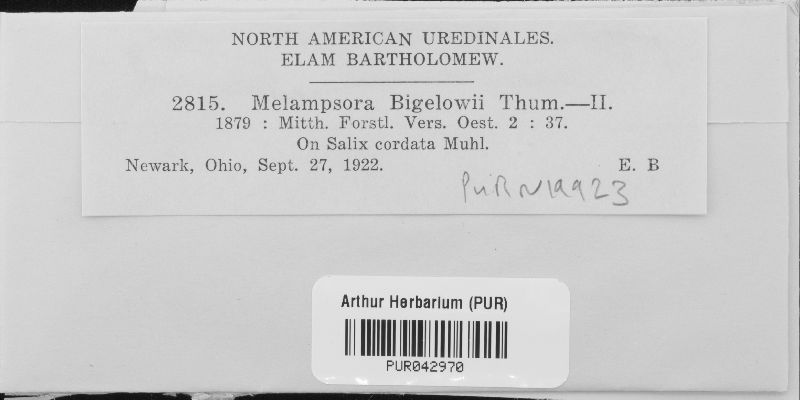 NORTH AMERICAN UREDINALES.
ELAM BARTHOLOMEW.
2815. Melampsora Bigelowii Thum.—II.
1879 : Mitth. Forstl. Vers. Oest. 2 : 37.
On Salix cordata Muhl.
Newark, Ohio, Sept. 27, 1922. E. B
PUR N19923
Arthur Herbarium (PUR)
PUR042970